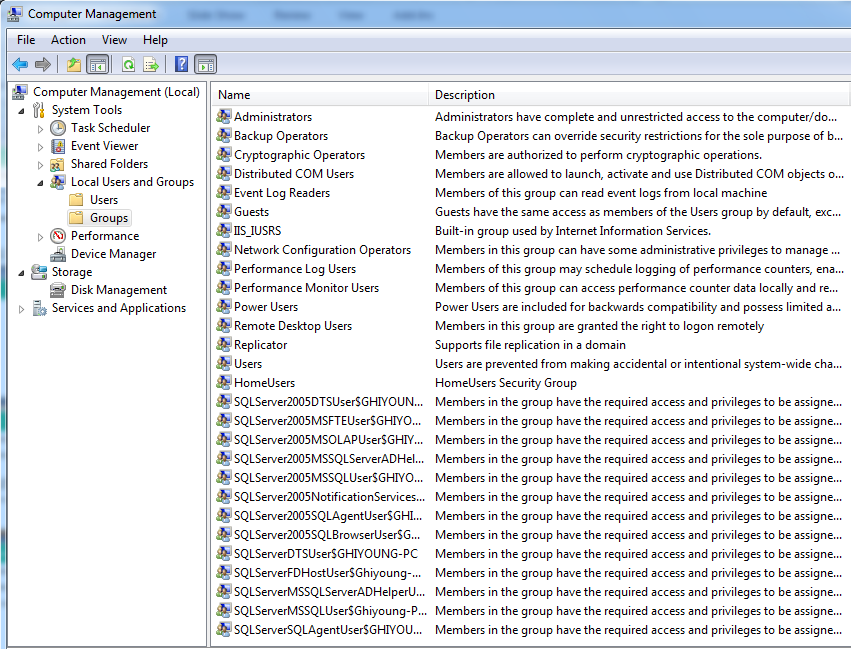 Computer Management
File Action View Help
Computer Management (Local)
System Tools
Task Scheduler
Event Viewer
Shared Folders
Local Users and Groups
Users
Groups
Performance
Device Manager
Storage
Disk Management
Services and Applications
Name Description
Administrators Administrators have complete and unrestricted access to the computer/do...
Backup Operators Backup Operators can override security restrictions for the sole purpose of b...
Cryptographic Operators Members are authorized to perform cryptographic operations.
Distributed COM Users Members are allowed to launch, activate and use Distributed COM objects o...
Event Log Readers Members of this group can read event logs from local machine
Guests Guests have the same access as members of the Users group by default, exc...
IIS_IUSRS Built-in group used by Internet Information Services.
Network Configuration Operators Members in this group can have some administrative privileges to manage ...
Performance Log Users Members of this group may schedule logging of performance counters, ena...
Performance Monitor Users Members of this group can access performance counter data locally and re...
Power Users Power Users are included for backwards compatibility and possess limited a...
Remote Desktop Users Members in this group are granted the right to logon remotely
Replicator Supports file replication in a domain
Users Users are prevented from making accidental or intentional system-wide cha...
HomeUsers HomeUsers Security Group
SQLServer2005DTSUser$GHIYOUN... Members in the group have the required access and privileges to be assigne...
SQLServer2005MSFTEUser$GHIYO... Members in the group have the required access and privileges to be assigne...
SQLServer2005MSOLAPUser$GHIY... Members in the group have the required access and privileges to be assigne...
SQLServer2005MSSQLServerADHel... Members in the group have the required access and privileges to be assigne...
SQLServer2005MSSQLUser$GHIYO... Members in the group have the required access and privileges to be assigne...
SQLServer2005NotificationServices... Members in the group have the required access and privileges to be assigne...
SQLServer2005SQLAgentUser$GHI... Members in the group have the required access and privileges to be assigne...
SQLServer2005SQLBrowserUser$G... Members in the group have the required access and privileges to be assigne...
SQLServerDTSUser$GHIYOUNG-PC Members in the group have the required access and privileges to be assigne...
SQLServerFDHostUser$Ghiyoung-... Members in the group have the required access and privileges to be assigne...
SQLServerMSSQLServerADHelperU... Members in the group have the required access and privileges to be assigne...
SQLServerMSSQLUser$Ghiyoung-P... Members in the group have the required access and privileges to be assigne...
SQLServerSQLAgentUser$GHIYOU... Members in the group have the required access and privileges to be assigne...